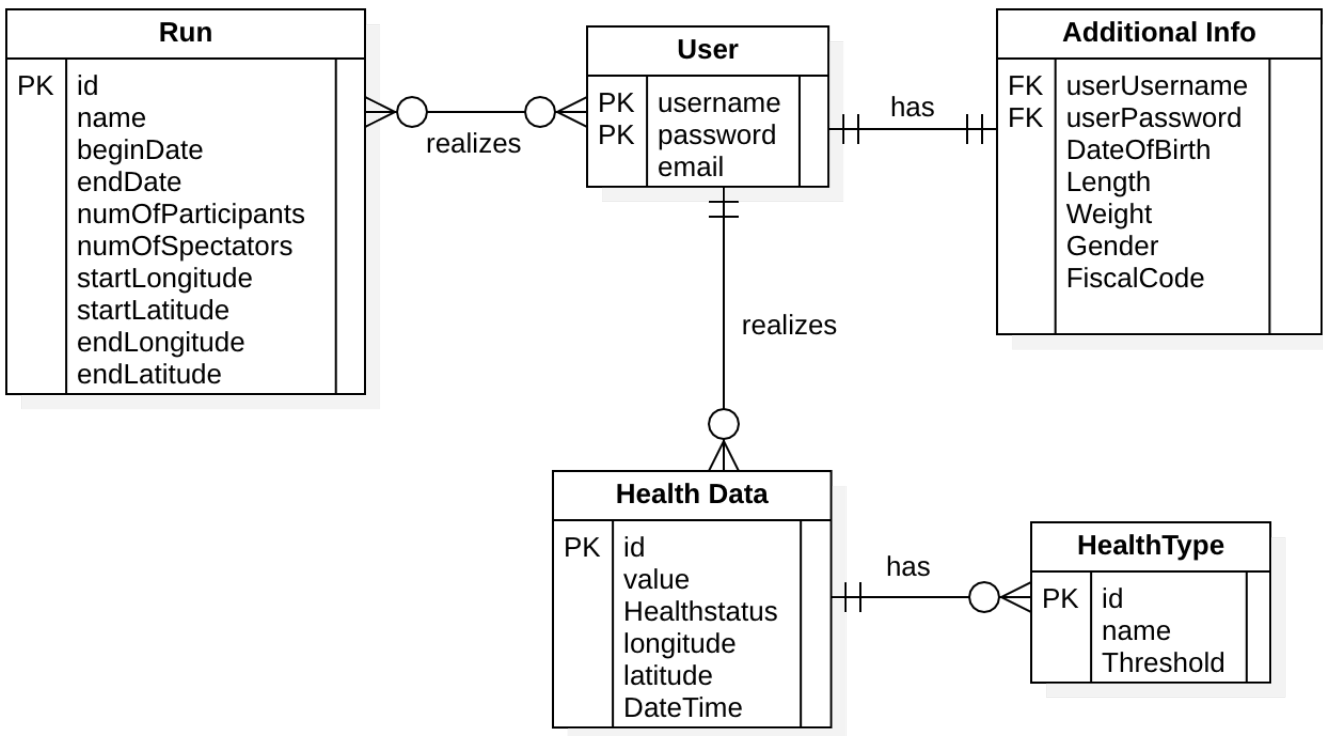 Run
PK id
name
beginDate
endDate
numOfParticipants
numOfSpectators
startLongitude
startLatitude
endLongitude
endLatitude
realizes
User
PK username
PK password
email
has
Additional Info
FK userUsername
FK userPassword
DateOfBirth
Length
Weight
Gender
FiscalCode
realizes
Health Data
PK id
value
Healthstatus
longitude
latitude
DateTime
has
HealthType
PK id
name
Threshold